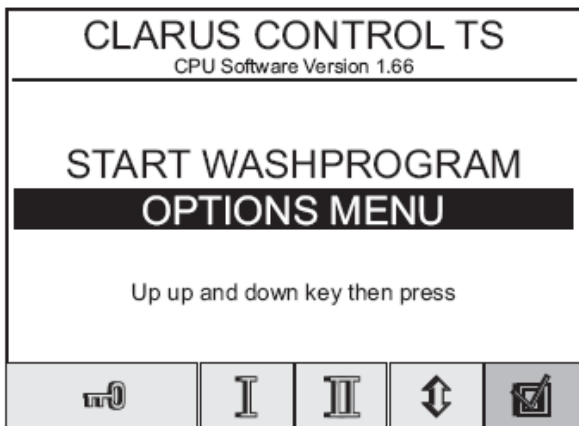 CLARUS CONTROL TS
CPU Software Version 1.66
START WASHPROGRAM
OPTIONS MENU
Up up and down key then press
I II